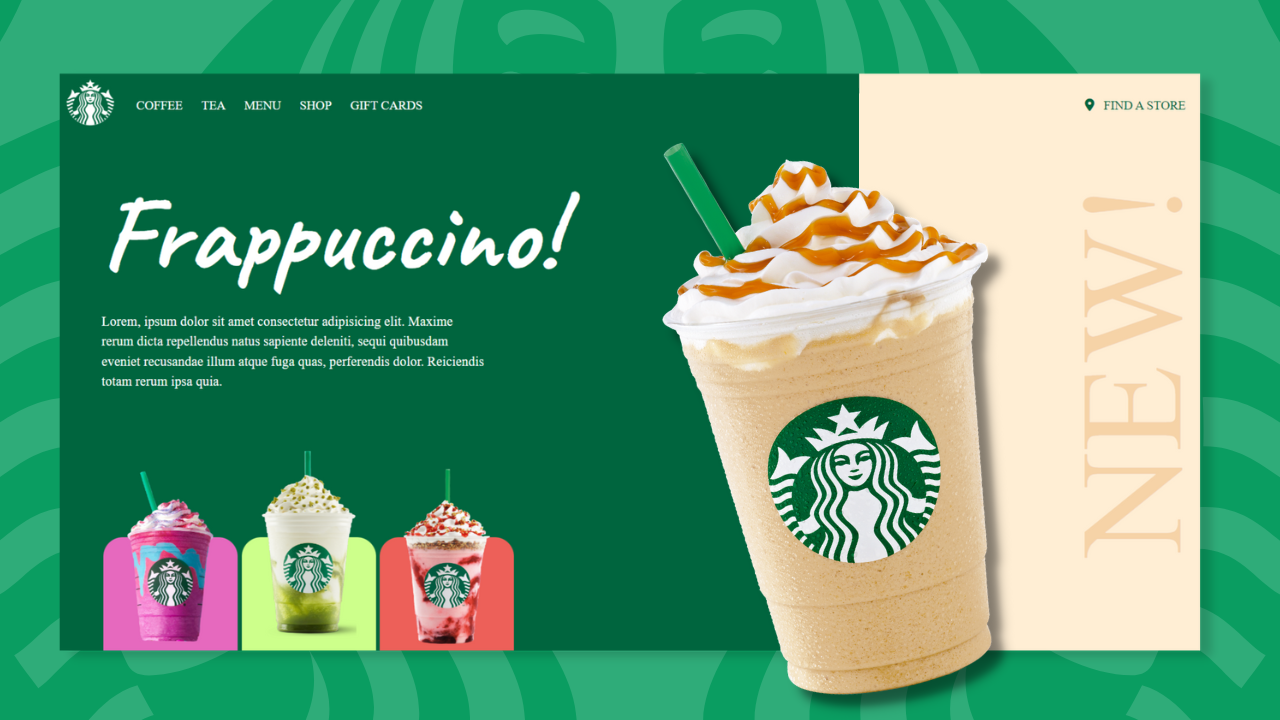 COFFEE TEA MENU SHOP GIFT CARDS
FIND A STORE
Frappuccino!
Lorem, ipsum dolor sit amet consectetur adipisicing elit. Maxime
rerum dicta repellendus natus sapiente deleniti, sequi quibusdam
eveniet recusandae illum atque fuga quas, perferendis dolor. Reiciendis
totam rerum ipsa quia.
NEW!